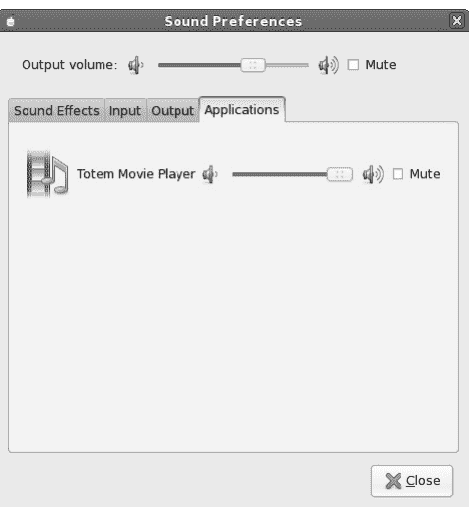 Sound Preferences
Output volume: Mute
Sound Effects Input Output Applications
Totem Movie Player Mute
Close